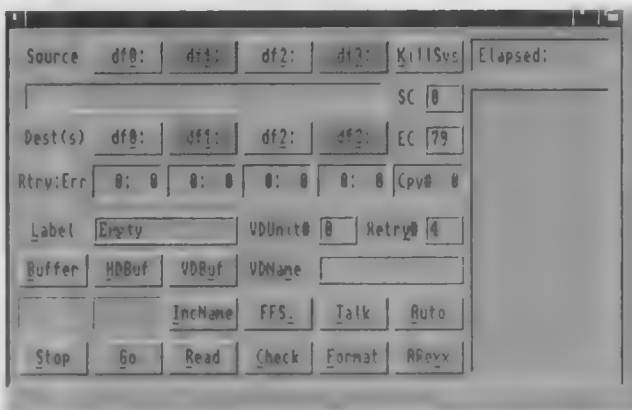 Source df0: df1: df2: df3: KillSys Elapsed:
SC 0
Dest(s) df0: df1: df2: df3: EC 79
Rtry:Err 0: 0 0: 0 0: 0 0: 0 Cpy# 0
Label Empty VDUnit# 0 Retry# 4
Buffer HDBuf VDBuf VDName
IncName FFS. Talk Auto
Stop Go Read Check Format ARexx